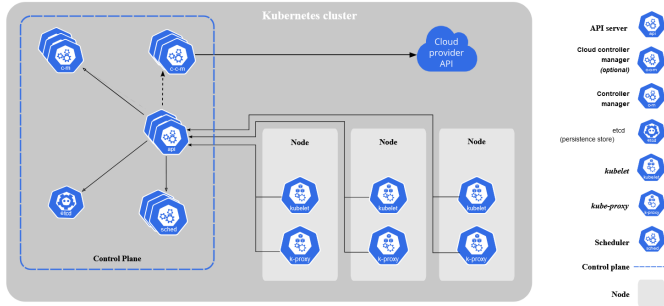 Kubernetes cluster
API server
api
Cloud
provider
API
c-m
c-c-m
Cloud controller
manager
(optional)
c-c-m
Controller
manager
c-m
api
Node
Node
Node
etcd
(persistence store)
etcd
kubelet
kubelet
kubelet
kubelet
kubelet
etcd
sched
kube-proxy
k-proxy
k-proxy
k-proxy
k-proxy
Scheduler
sched
Control Plane
Control plane
Node